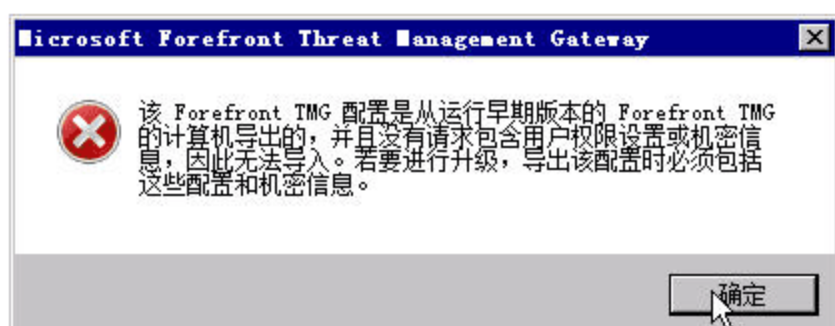 Microsoft Forefront Threat Management Gateway
该 Forefront TMG 配置是从运行早期版本的 Forefront TMG
的计算机导出的，并且没有请求包含用户权限设置或机密信
息，因此无法导入。若要进行升级，导出该配置时必须包括
这些配置和机密信息。
确定